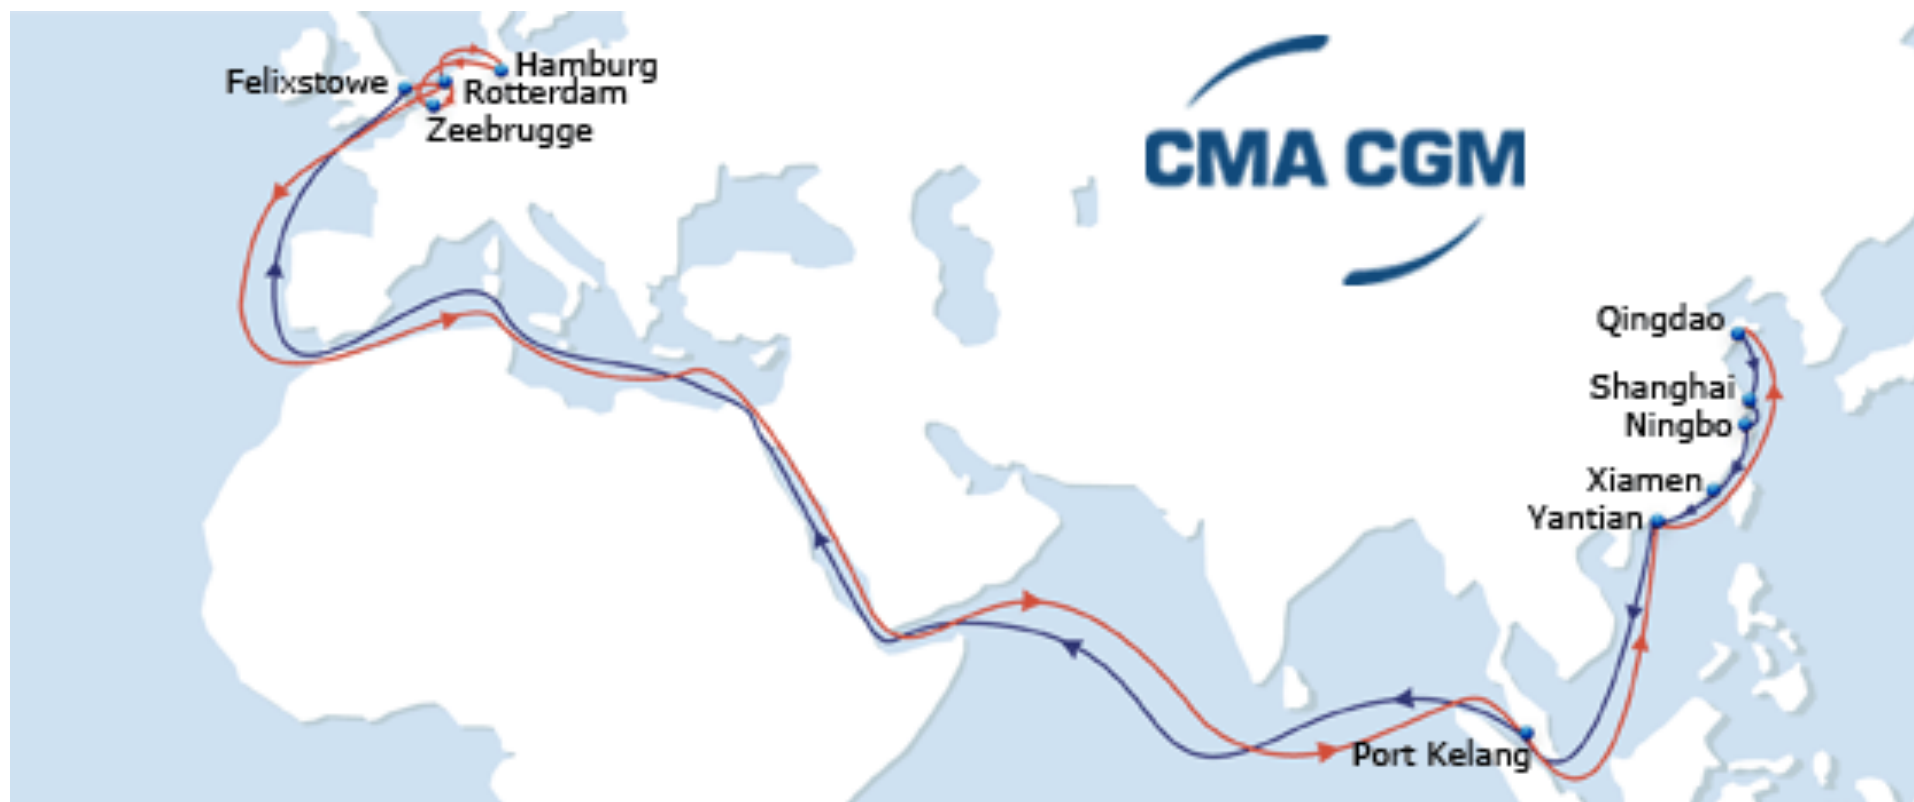 Hamburg
Felixstowe
Rotterdam
Zeebrugge
CMA CGM
Qingdao
Shanghai
Ningbo
Xiamen
Yantian
Port Kelang